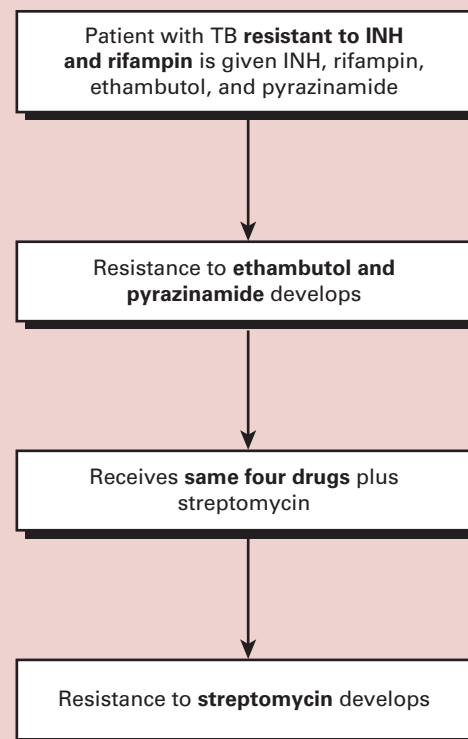 Patient with TB resistant to INH
and rifampin is given INH, rifampin,
ethambutol, and pyrazinamide
Resistance to ethambutol and
pyrazinamide develops
Receives same four drugs plus
streptomycin
Resistance to streptomycin develops